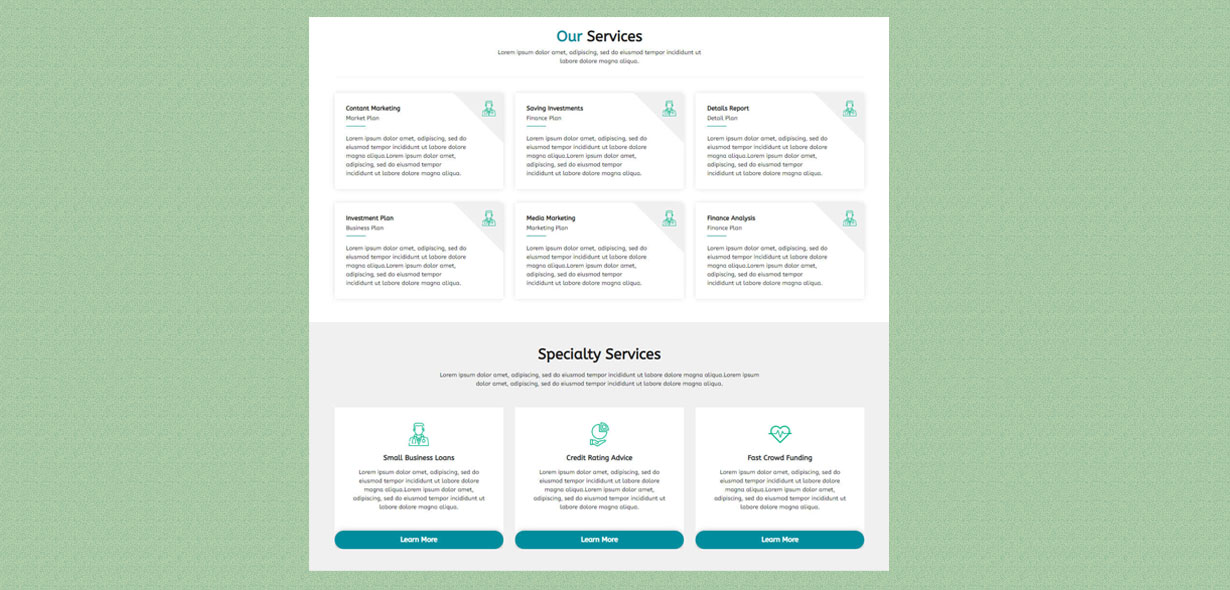 Our Services
Lorem ipsum dolor amet, adipiscing, sed do eiusmod tempor incididunt ut
labore dolore magna aliqua.
Contant Marketing
Market Plan
Lorem ipsum dolor amet, adipiscing, sed do
eiusmod tempor incididunt ut labore dolore
magna aliqua.Lorem ipsum dolor amet,
adipiscing, sed do eiusmod tempor
incididunt ut labore dolore magna aliqua.
Saving Investments
Finance Plan
Lorem ipsum dolor amet, adipiscing, sed do
eiusmod tempor incididunt ut labore dolore
magna aliqua.Lorem ipsum dolor amet,
adipiscing, sed do eiusmod tempor
incididunt ut labore dolore magna aliqua.
Details Report
Detail Plan
Lorem ipsum dolor amet, adipiscing, sed do
eiusmod tempor incididunt ut labore dolore
magna aliqua.Lorem ipsum dolor amet,
adipiscing, sed do eiusmod tempor
incididunt ut labore dolore magna aliqua.
Investment Plan
Business Plan
Lorem ipsum dolor amet, adipiscing, sed do
eiusmod tempor incididunt ut labore dolore
magna aliqua.Lorem ipsum dolor amet,
adipiscing, sed do eiusmod tempor
incididunt ut labore dolore magna aliqua.
Media Marketing
Marketing Plan
Lorem ipsum dolor amet, adipiscing, sed do
eiusmod tempor incididunt ut labore dolore
magna aliqua.Lorem ipsum dolor amet,
adipiscing, sed do eiusmod tempor
incididunt ut labore dolore magna aliqua.
Finance Analysis
Finance Plan
Lorem ipsum dolor amet, adipiscing, sed do
eiusmod tempor incididunt ut labore dolore
magna aliqua.Lorem ipsum dolor amet,
adipiscing, sed do eiusmod tempor
incididunt ut labore dolore magna aliqua.
Specialty Services
Lorem ipsum dolor amet, adipiscing, sed do eiusmod tempor incididunt ut labore dolore magna aliqua.Lorem ipsum
dolor amet, adipiscing, sed do eiusmod tempor incididunt ut labore dolore magna aliqua.
Small Business Loans
Lorem ipsum dolor amet, adipiscing, sed do
eiusmod tempor incididunt ut labore dolore
magna aliqua.Lorem ipsum dolor amet,
adipiscing, sed do eiusmod tempor incididunt ut
labore dolore magna aliqua.
Learn More
Credit Rating Advice
Lorem ipsum dolor amet, adipiscing, sed do
eiusmod tempor incididunt ut labore dolore
magna aliqua.Lorem ipsum dolor amet,
adipiscing, sed do eiusmod tempor incididunt ut
labore dolore magna aliqua.
Learn More
Fast Crowd Funding
Lorem ipsum dolor amet, adipiscing, sed do
eiusmod tempor incididunt ut labore dolore
magna aliqua.Lorem ipsum dolor amet,
adipiscing, sed do eiusmod tempor incididunt ut
labore dolore magna aliqua.
Learn More